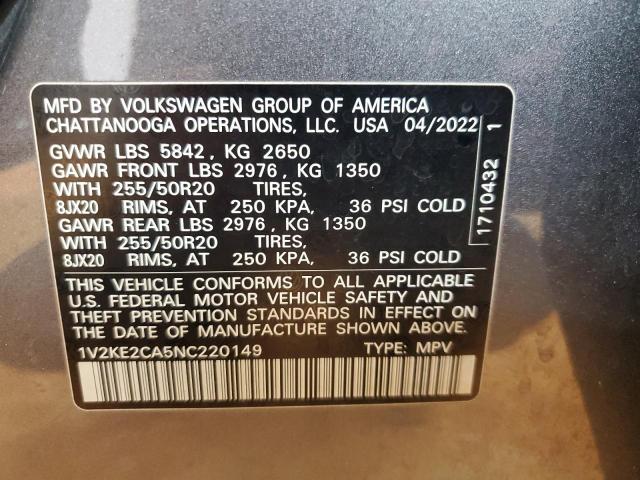 MFD BY VOLKSWAGEN GROUP OF AMERICA
CHATTANOOGA OPERATIONS, LLC. USA 04/2022
GVWR LBS 5842, KG 2650
GAWR FRONT LBS 2976, KG 1350
WITH 255/50R20 TIRES,
8JX20 RIMS, AT 250 KPA, 36 PSI COLD
GAWR REAR LBS 2976, KG 1350
WITH 255/50R20 TIRES,
8JX20 RIMS, AT 250 KPA, 36 PSI COLD
THIS VEHICLE CONFORMS TO ALL APPLICABLE
U.S. FEDERAL MOTOR VEHICLE SAFETY AND
THEFT PREVENTION STANDARDS IN EFFECT ON
THE DATE OF MANUFACTURE SHOWN ABOVE.
1V2KE2CA5NC220149 TYPE: MPV
1710432 1